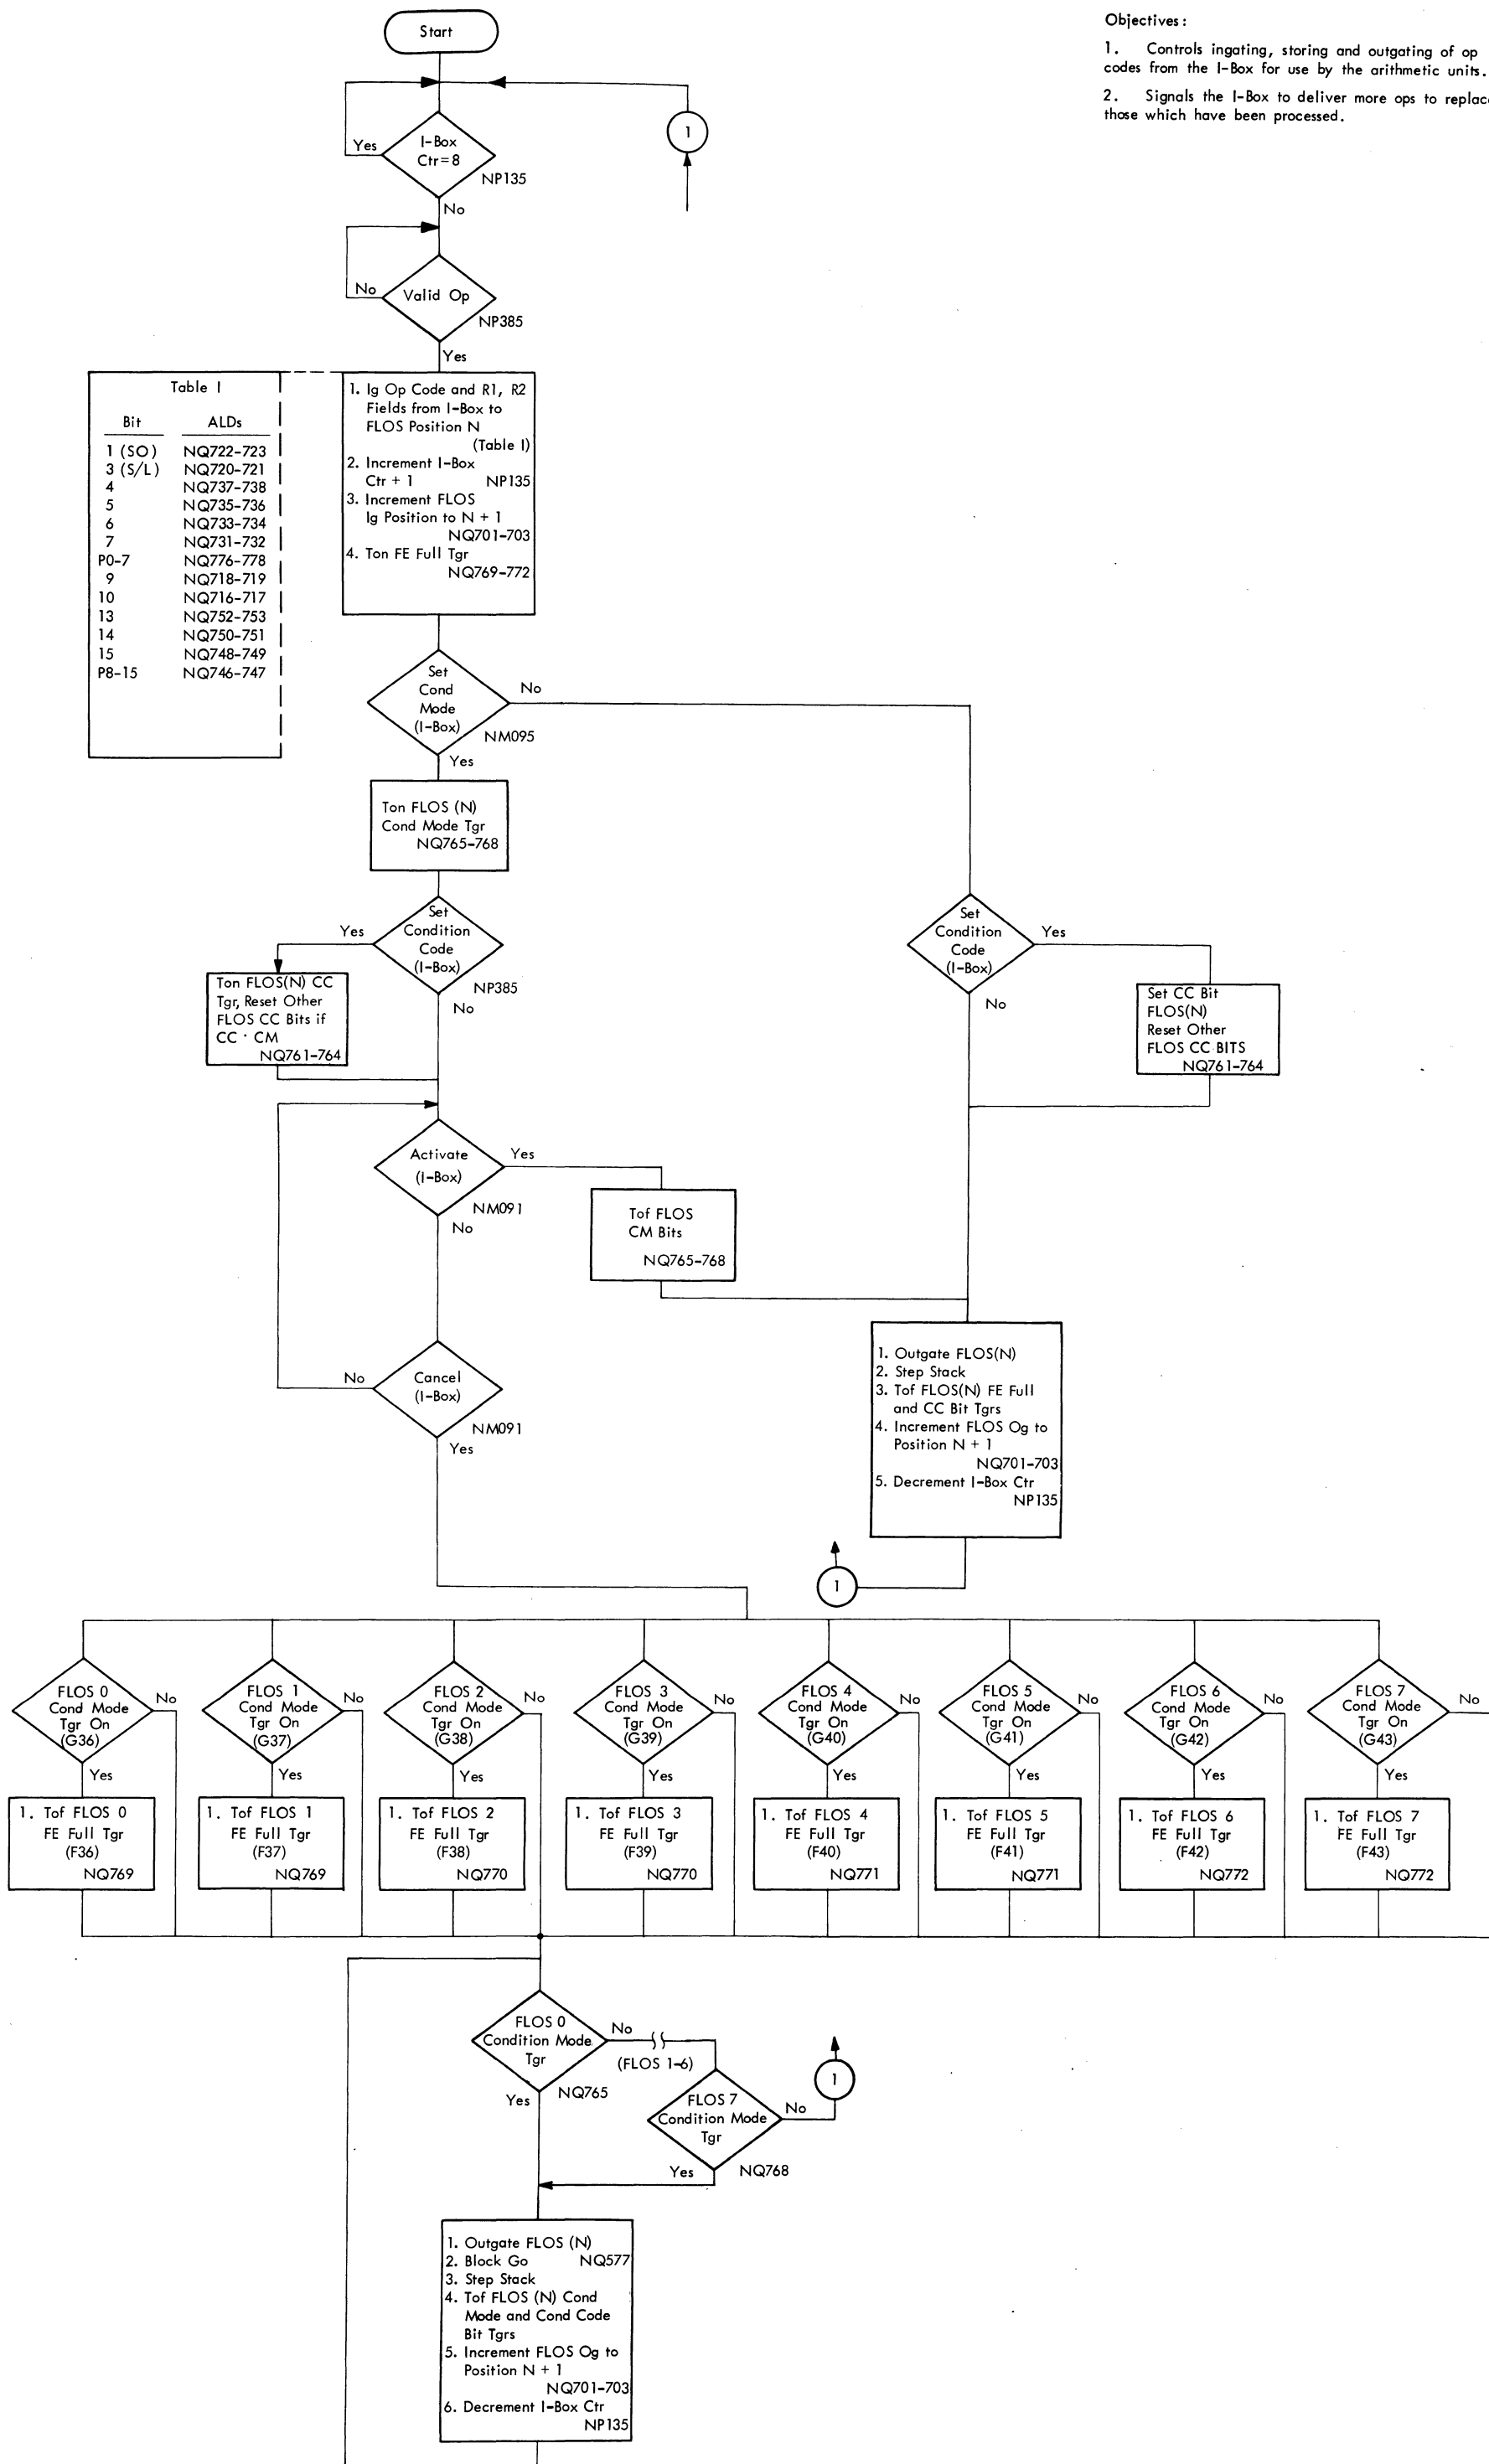 Objectives:
1. Controls ingating, storing and outgating of op
codes from the I-Box for use by the arithmetic units.
2. Signals the I-Box to deliver more ops to replace
those which have been processed.
Start
1
I-Box
Ctr=8
Yes
NP135
No
Valid Op
No
NP385
Yes
Table I
Bit ALDs
1 (SO) NQ722-723
3 (S/L) NQ720-721
4 NQ737-738
5 NQ735-736
6 NQ733-734
7 NQ731-732
P0-7 NQ776-778
9 NQ718-719
10 NQ716-717
13 NQ752-753
14 NQ750-751
15 NQ748-749
P8-15 NQ746-747
1. Ig Op Code and R1, R2
Fields from I-Box to
FLOS Position N
(Table I)
2. Increment I-Box
Ctr + 1 NP135
3. Increment FLOS
Ig Position to N + 1
NQ701-703
4. Ton FE Full Tgr
NQ769-772
Set
Cond
Mode
(I-Box)
No
NM095
Yes
Ton FLOS (N)
Cond Mode Tgr
NQ765-768
Set
Condition
Code
(I-Box)
Yes
NP385
No
Ton FLOS(N) CC
Tgr, Reset Other
FLOS CC Bits if
CC · CM
NQ761-764
Set
Condition
Code
(I-Box)
Yes
No
Set CC Bit
FLOS(N)
Reset Other
FLOS CC BITS
NQ761-764
Activate
(I-Box)
Yes
NM091
No
Tof FLOS
CM Bits
NQ765-768
Cancel
(I-Box)
No
NM091
Yes
1. Outgate FLOS(N)
2. Step Stack
3. Tof FLOS(N) FE Full
and CC Bit Tgrs
4. Increment FLOS Og to
Position N + 1
NQ701-703
5. Decrement I-Box Ctr
NP135
1
FLOS 0
Cond Mode
Tgr On
(G36)
No
Yes
FLOS 1
Cond Mode
Tgr On
(G37)
No
Yes
FLOS 2
Cond Mode
Tgr On
(G38)
No
Yes
FLOS 3
Cond Mode
Tgr On
(G39)
No
Yes
FLOS 4
Cond Mode
Tgr On
(G40)
No
Yes
FLOS 5
Cond Mode
Tgr On
(G41)
No
Yes
FLOS 6
Cond Mode
Tgr On
(G42)
No
Yes
FLOS 7
Cond Mode
Tgr On
(G43)
No
Yes
1. Tof FLOS 0
FE Full Tgr
(F36)
NQ769
1. Tof FLOS 1
FE Full Tgr
(F37)
NQ769
1. Tof FLOS 2
FE Full Tgr
(F38)
NQ770
1. Tof FLOS 3
FE Full Tgr
(F39)
NQ770
1. Tof FLOS 4
FE Full Tgr
(F40)
NQ771
1. Tof FLOS 5
FE Full Tgr
(F41)
NQ771
1. Tof FLOS 6
FE Full Tgr
(F42)
NQ772
1. Tof FLOS 7
FE Full Tgr
(F43)
NQ772
FLOS 0
Condition Mode
Tgr
No
(FLOS 1-6)
NQ765
Yes
FLOS 7
Condition Mode
Tgr
No
NQ768
Yes
1
1. Outgate FLOS (N)
2. Block Go NQ577
3. Step Stack
4. Tof FLOS (N) Cond
Mode and Cond Code
Bit Tgrs
5. Increment FLOS Og to
Position N + 1
NQ701-703
6. Decrement I-Box Ctr
NP135